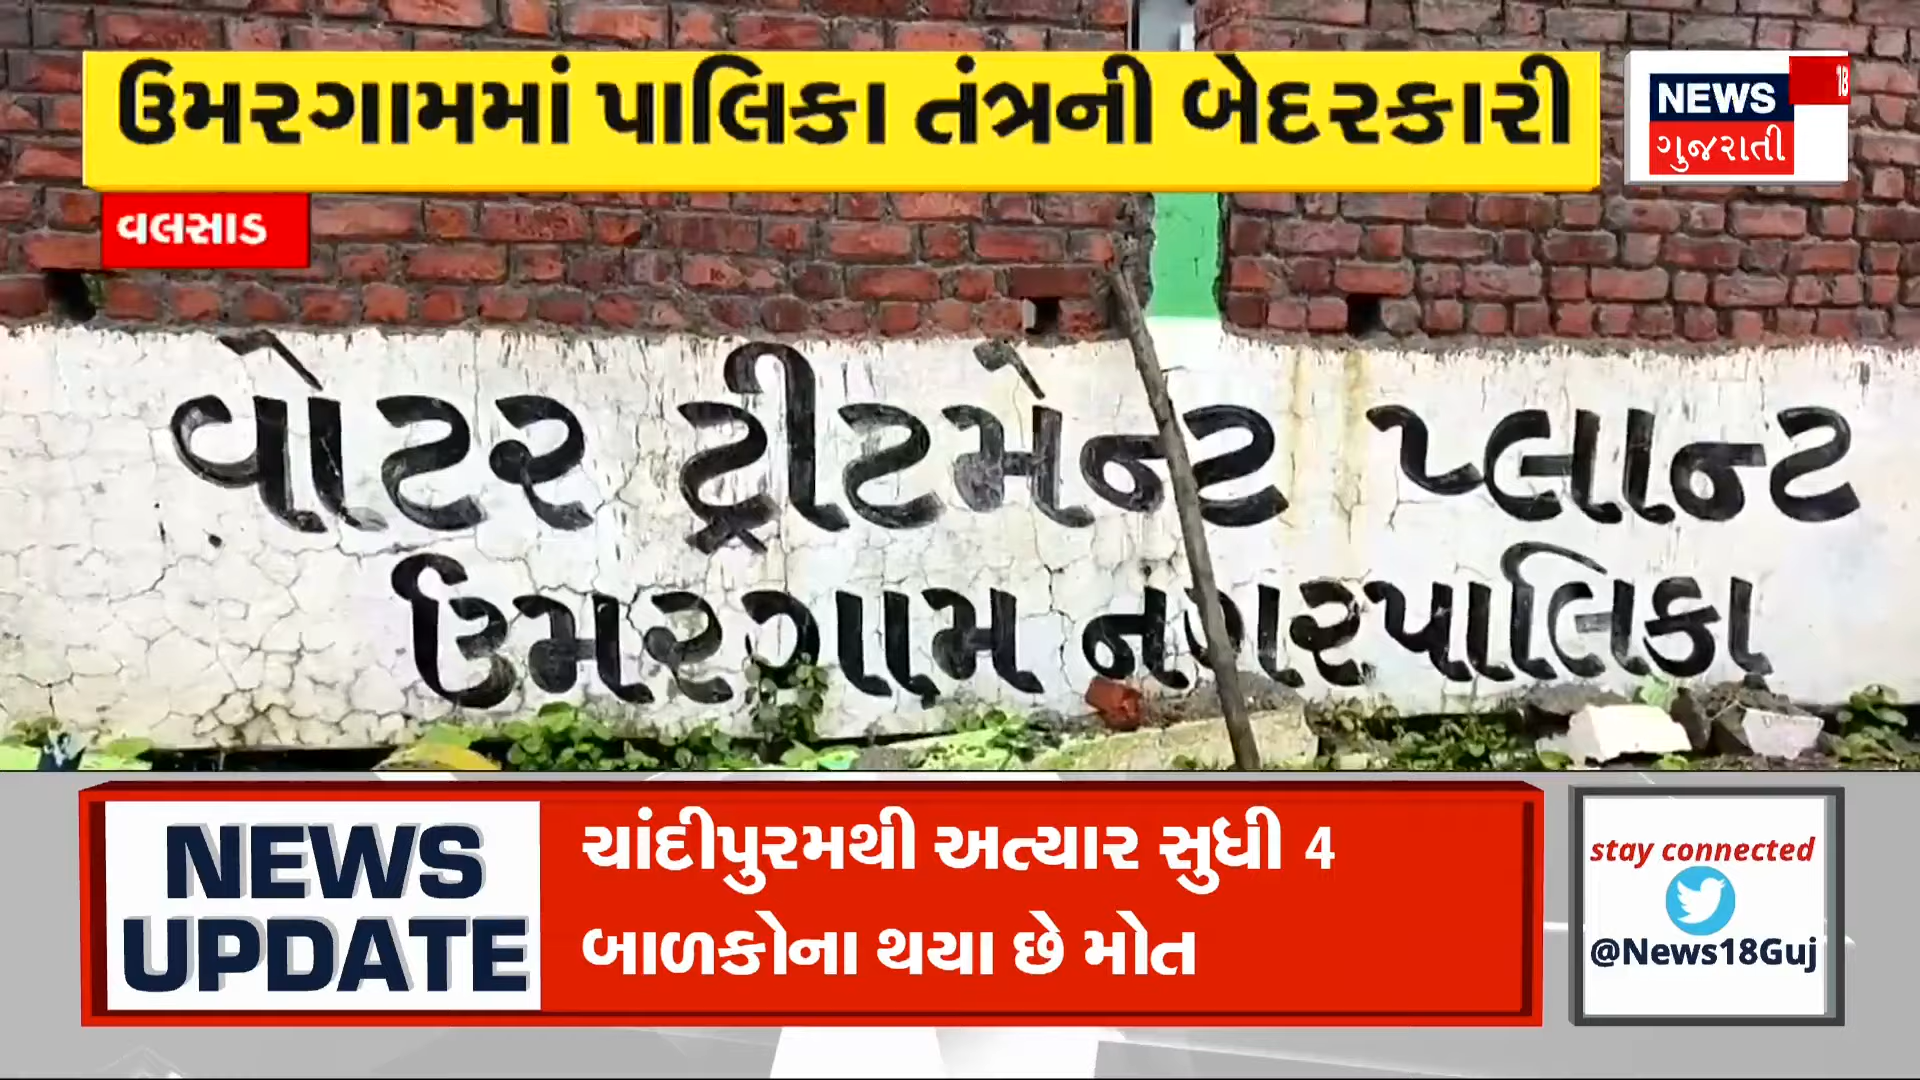 ઉમરગામમાં પાલિકા તંત્રની બેદરકારી
NEWS 18
ગુજરાતી
વલસાડ
વોટર ટ્રીટમેન્ટ પ્લાન્ટ
ઉમરગામ નગરપાલિકા
NEWS
UPDATE
ચાંદીપુરમથી અત્યાર સુધી 4
બાળકોના થયા છે મોત
stay connected
@News18Guj